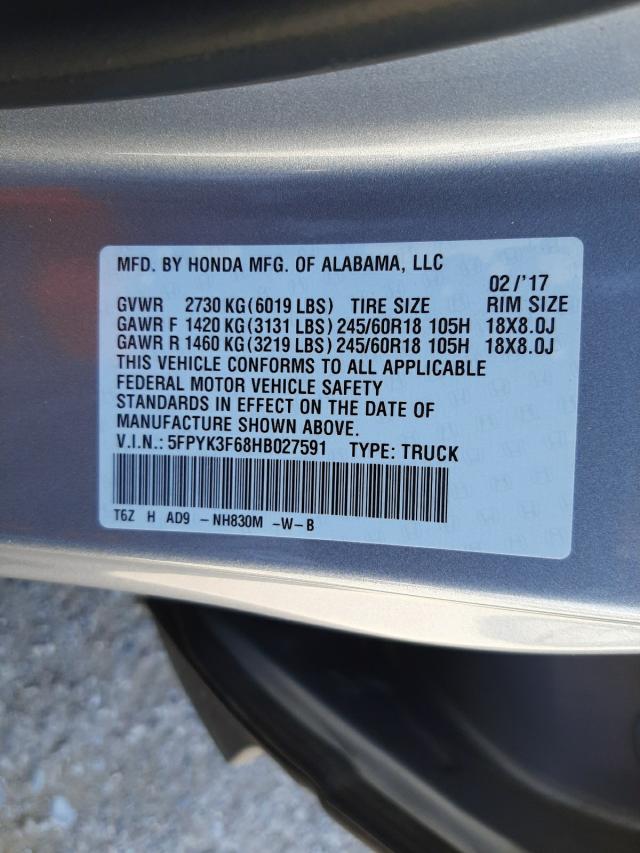 MFD. BY HONDA MFG. OF ALABAMA, LLC
02/'17
GVWR 2730 KG(6019 LBS) TIRE SIZE RIM SIZE
GAWR F 1420 KG(3131 LBS) 245/60R18 105H 18X8.0J
GAWR R 1460 KG(3219 LBS) 245/60R18 105H 18X8.0J
THIS VEHICLE CONFORMS TO ALL APPLICABLE
FEDERAL MOTOR VEHICLE SAFETY
STANDARDS IN EFFECT ON THE DATE OF
MANUFACTURE SHOWN ABOVE.
V.I.N.: 5FPYK3F68HB027591 TYPE: TRUCK
T6Z H AD9 -NH830M -W-B